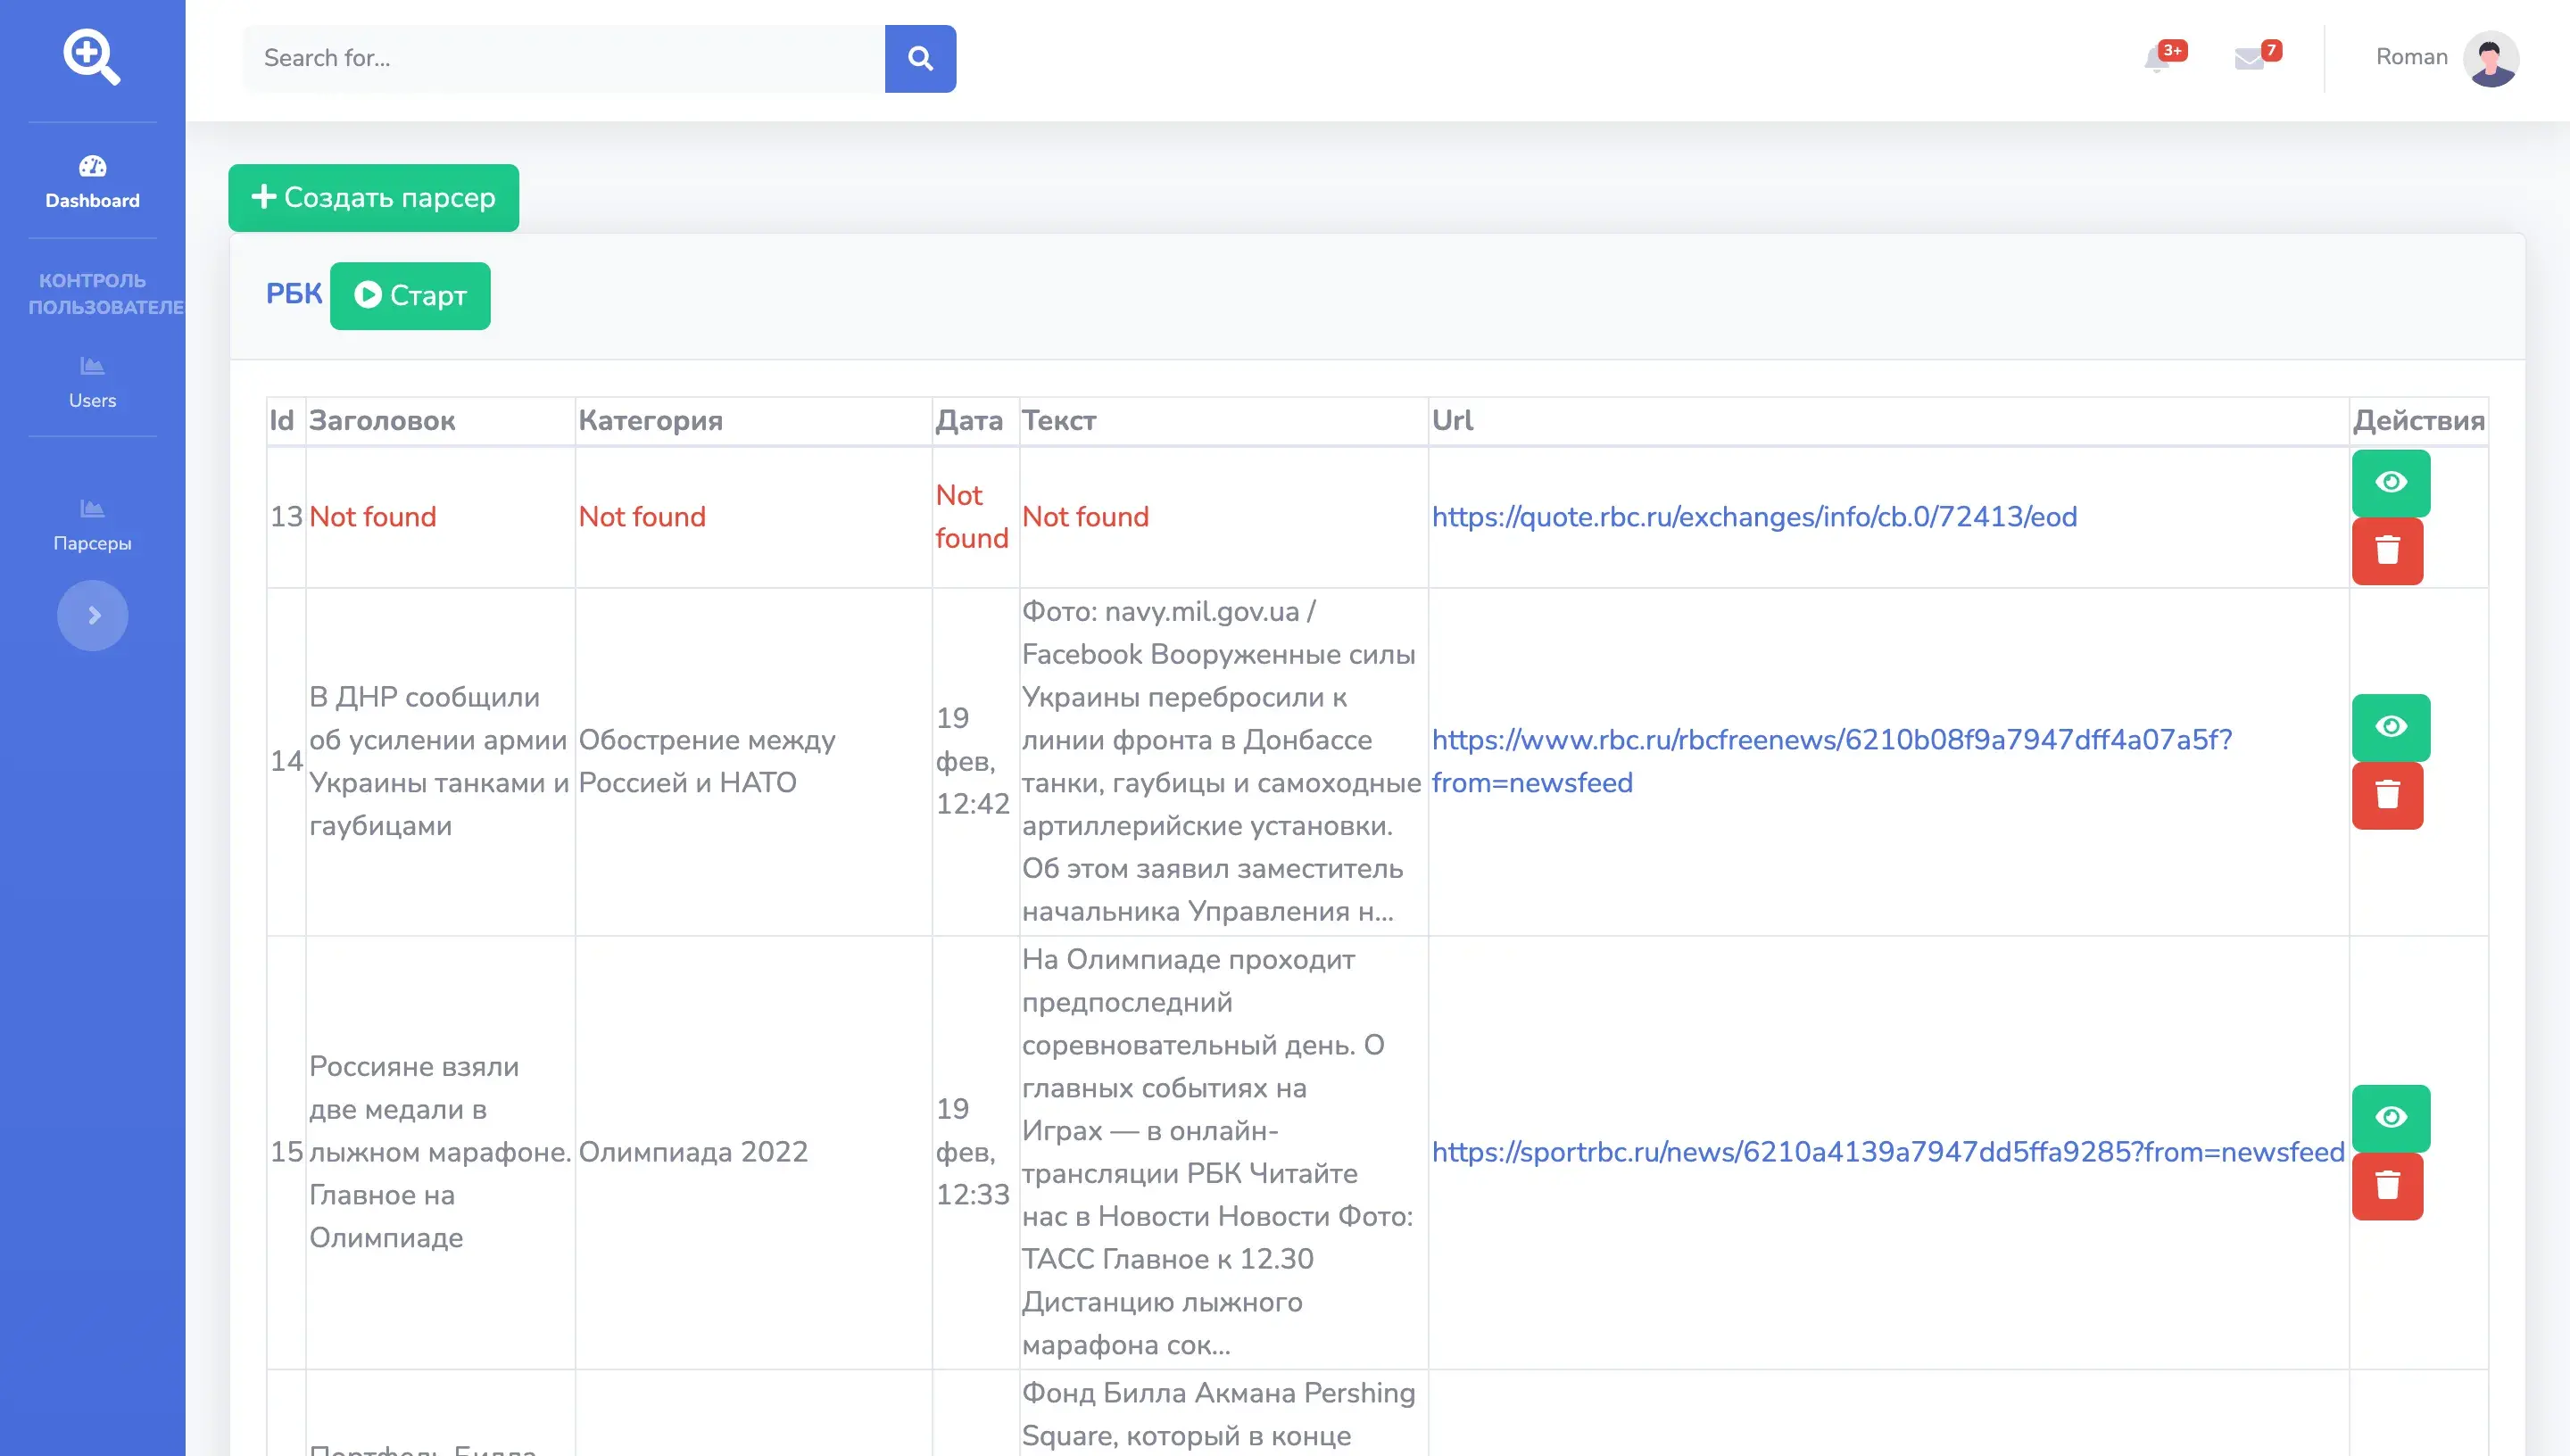 Search for...
3+
7
Roman
Dashboard
КОНТРОЛЬ
ПОЛЬЗОВАТЕЛЕ
Users
Парсеры
Создать парсер
РБК
Старт
Id Заголовок Категория Дата Текст Url Действия
13 Not found Not found Not found Not found https://quote.rbc.ru/exchanges/info/cb.0/72413/eod
14
В ДНР сообщили
об усилении армии
Украины танками и
гаубицами
Обострение между
Россией и НАТО
19
фев,
12:42
Фото: navy.mil.gov.ua /
Facebook Вооруженные силы
Украины перебросили к
линии фронта в Донбассе
танки, гаубицы и самоходные
артиллерийские установки.
Об этом заявил заместитель
начальника Управления н...
https://www.rbc.ru/rbcfreenews/6210b08f9a7947dff4a07a5f?
from=newsfeed
15
Россияне взяли
две медали в
лыжном марафоне.
Главное на
Олимпиаде
Олимпиада 2022
19
фев,
12:33
На Олимпиаде проходит
предпоследний
соревновательный день. О
главных событиях на
Играх — в онлайн-
трансляции РБК Читайте
нас в Новости Новости Фото:
ТАСС Главное к 12.30
Дистанцию лыжного
марафона сок...
https://sportrbc.ru/news/6210a4139a7947dd5ffa9285?from=newsfeed
Портфель Билла
Фонд Билла Акмана Pershing
Square, который в конце